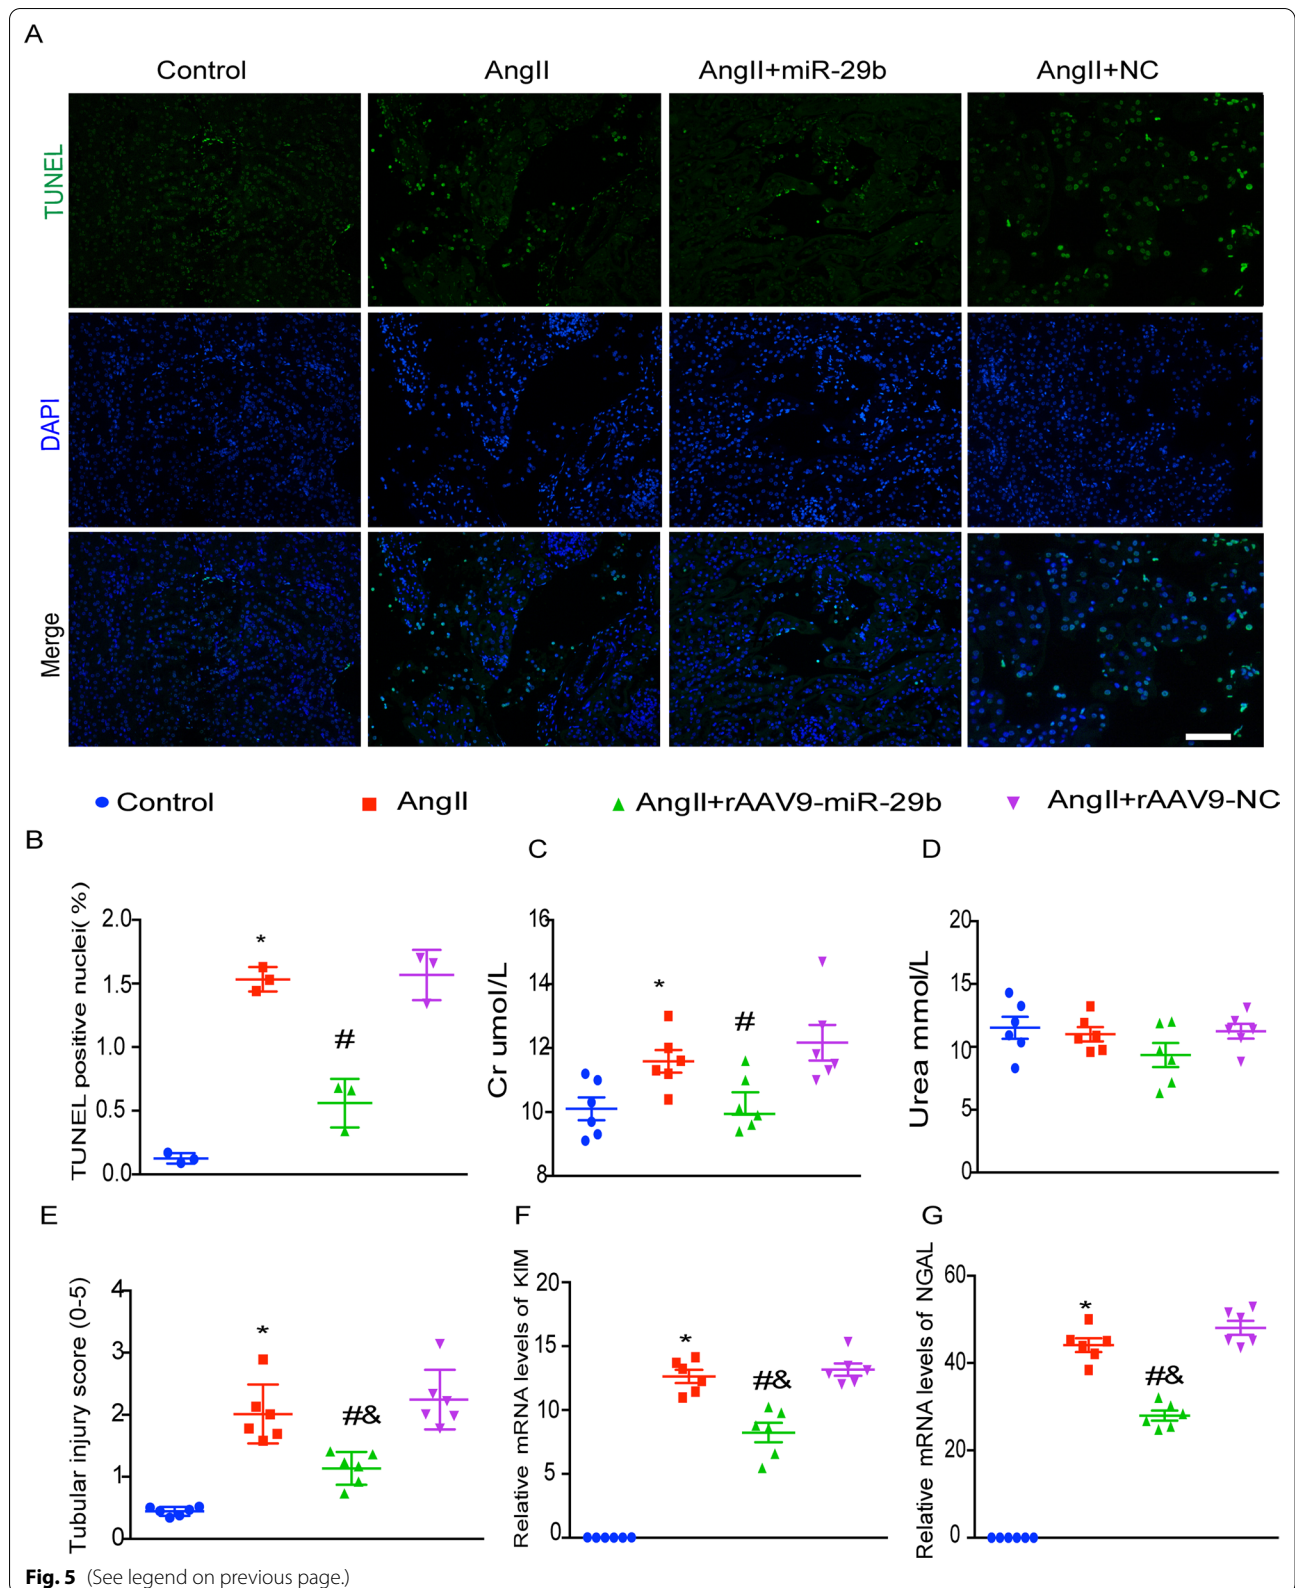 A
Control AngII AngII+miR-29b AngII+NC
TUNEL
DAPI
Merge
Control AngII AngII+rAAV9-miR-29b AngII+rAAV9-NC
B
TUNEL positive nuclei( %)
2.0
1.5
1.0
0.5
0.0
*
#
C
Cr umol/L
16
14
12
10
8
*
#
D
Urea mmol/L
20
15
10
5
0
E
Tubular injury score (0-5)
4
3
2
1
0
*
#&
F
Relative mRNA levels of KIM
20
15
10
5
0
*
#&
G
Relative mRNA levels of NGAL
60
40
20
0
*
#&
Fig. 5 (See legend on previous page.)